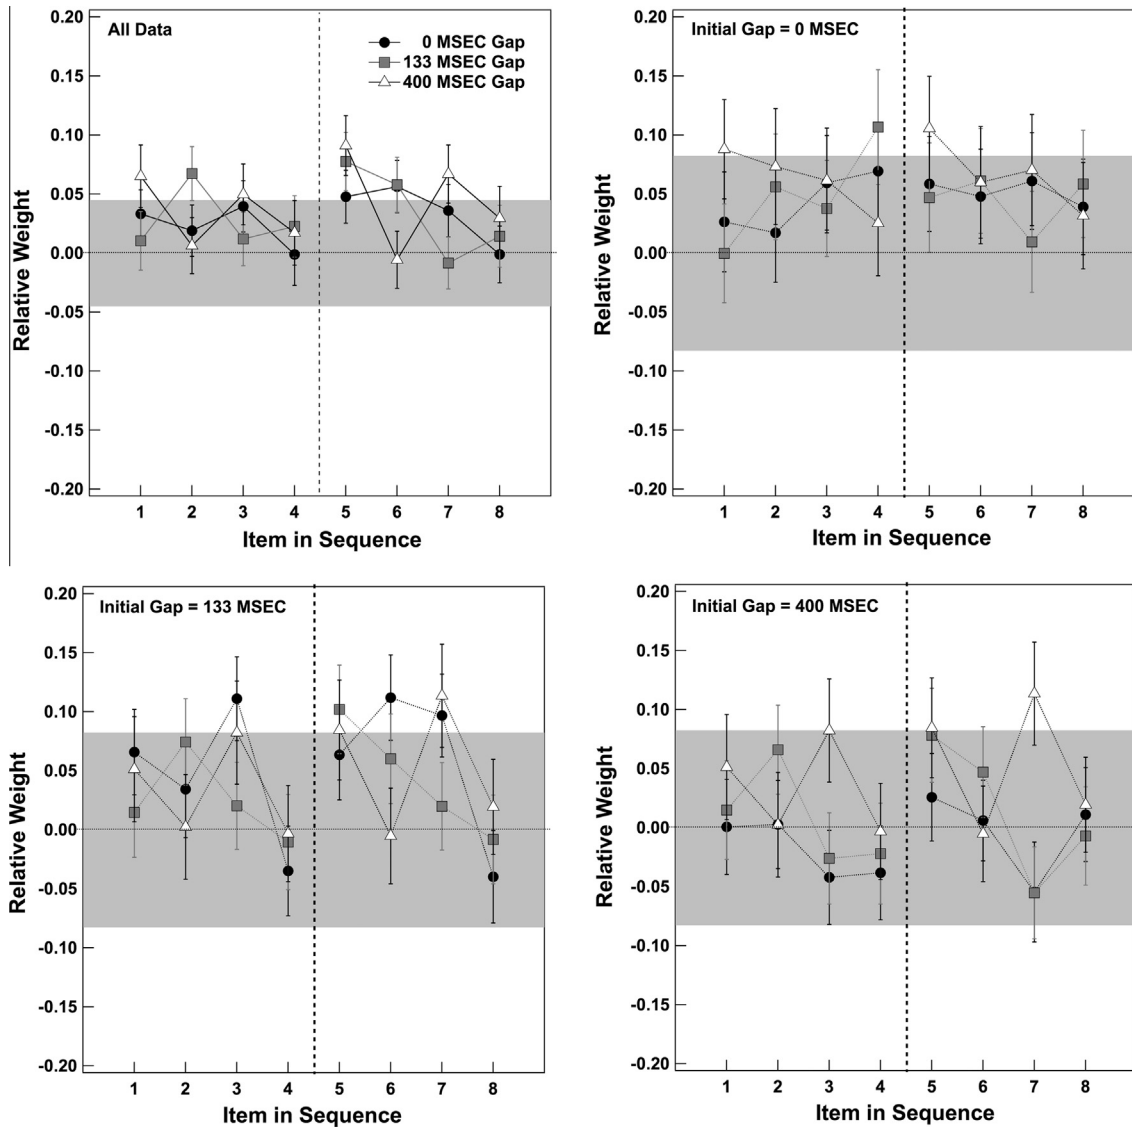 0.20
All Data
0 MSEC Gap
133 MSEC Gap
400 MSEC Gap
0.15
0.10
0.05
0.00
-0.05
-0.10
-0.15
-0.20
Relative Weight
1 2 3 4 5 6 7 8
Item in Sequence
0.20
Initial Gap = 0 MSEC
0.15
0.10
0.05
0.00
-0.05
-0.10
-0.15
-0.20
Relative Weight
1 2 3 4 5 6 7 8
Item in Sequence
0.20
Initial Gap = 133 MSEC
0.15
0.10
0.05
0.00
-0.05
-0.10
-0.15
-0.20
Relative Weight
1 2 3 4 5 6 7 8
Item in Sequence
0.20
Initial Gap = 400 MSEC
0.15
0.10
0.05
0.00
-0.05
-0.10
-0.15
-0.20
Relative Weight
1 2 3 4 5 6 7 8
Item in Sequence